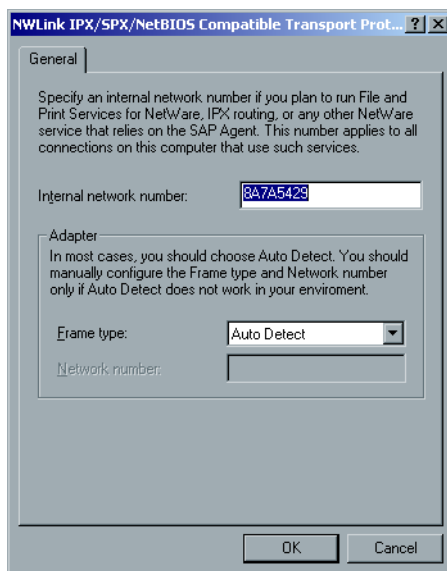 NWLink IPX/SPX/NetBIOS Compatible Transport Prot...
General
Specify an internal network number if you plan to run File and
Print Services for NetWare, IPX routing, or any other NetWare
service that relies on the SAP Agent. This number applies to all
connections on this computer that use such services.
Internal network number: 8A7A5429
Adapter
In most cases, you should choose Auto Detect. You should
manually configure the Frame type and Network number
only if Auto Detect does not work in your enviroment.
Frame type: Auto Detect
Network number:
OK Cancel